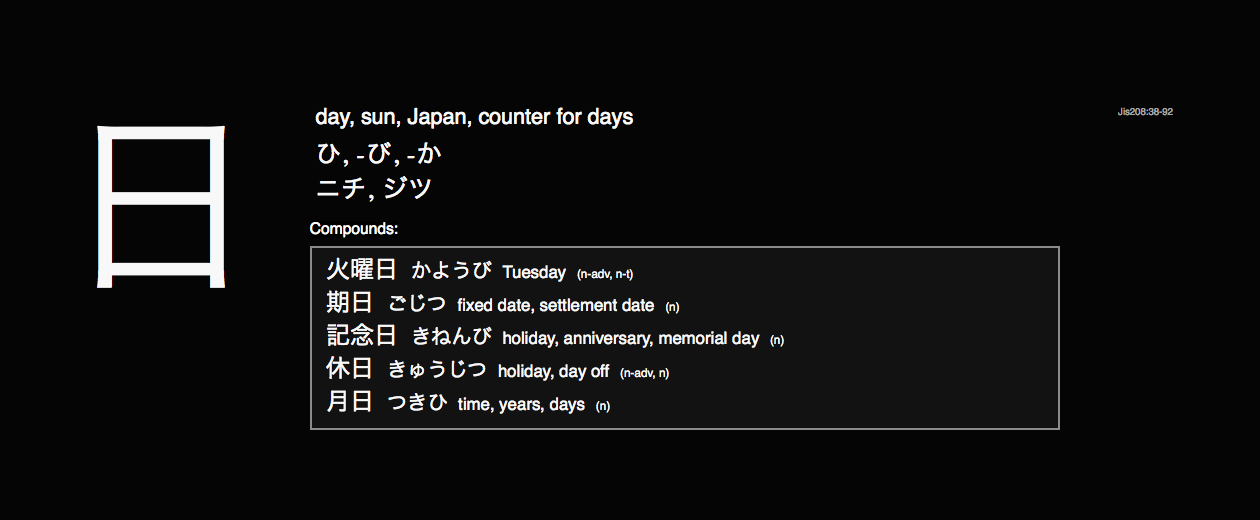 日
day, sun, Japan, counter for days
Jis208:38-92
ひ, -び, -か
ニチ, ジツ
Compounds:
火曜日 かようび Tuesday (n-adv, n-t)
期日 ごじつ fixed date, settlement date (n)
記念日 きねんび holiday, anniversary, memorial day (n)
休日 きゅうじつ holiday, day off (n-adv, n)
月日 つきひ time, years, days (n)